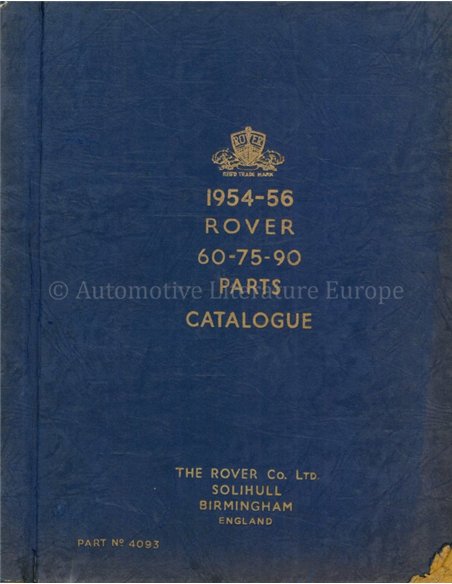 ROVER
REG'D TRADE MARK
1954-56
ROVER
60-75-90
PARTS
© Automotive Literature Europe
CATALOGUE
THE ROVER Co. LTD.
SOLIHULL
BIRMINGHAM
ENGLAND
PART Nº 4093